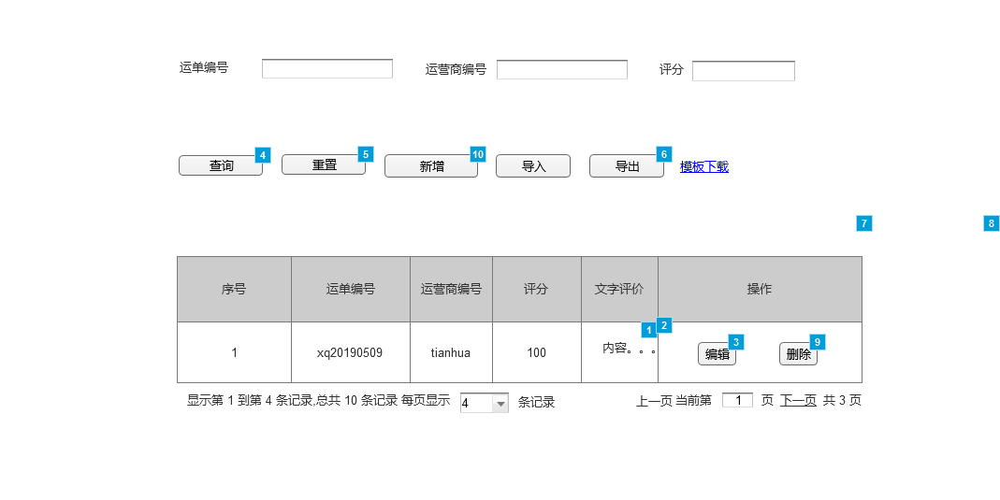 运单编号 运营商编号 评分
查询 4 重置 5 新增 10 导入 导出 6 模板下载
7 8
序号 运单编号 运营商编号 评分 文字评价 操作
1 xq20190509 tianhua 100 内容。。。 1 2 编辑 3 删除 9
显示第 1 到第 4 条记录,总共 10 条记录 每页显示 4 条记录 上一页 当前第 1 页 下一页 共 3 页